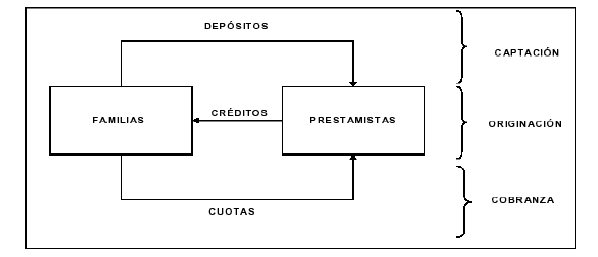 DEPÓSITOS
CAPTACIÓN
FAMILIAS
CRÉDITOS
PRESTAMISTAS
ORIGINACIÓN
CUOTAS
COBRANZA